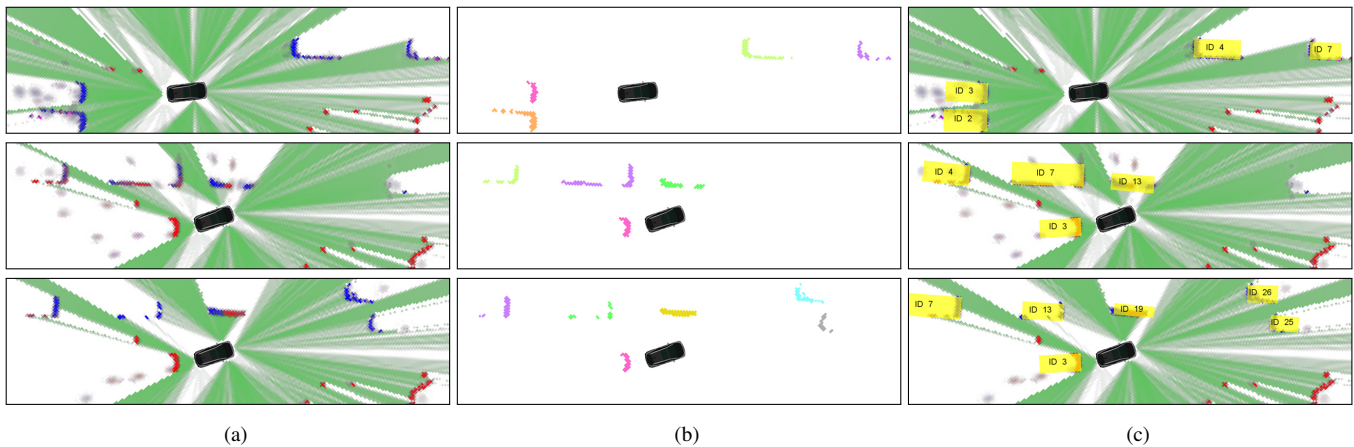 ID 4
ID 7
ID 3
ID 2
ID 4
ID 7
ID 13
ID 3
ID 26
ID 7
ID 13
ID 19
ID 25
ID 3
(a)
(b)
(c)